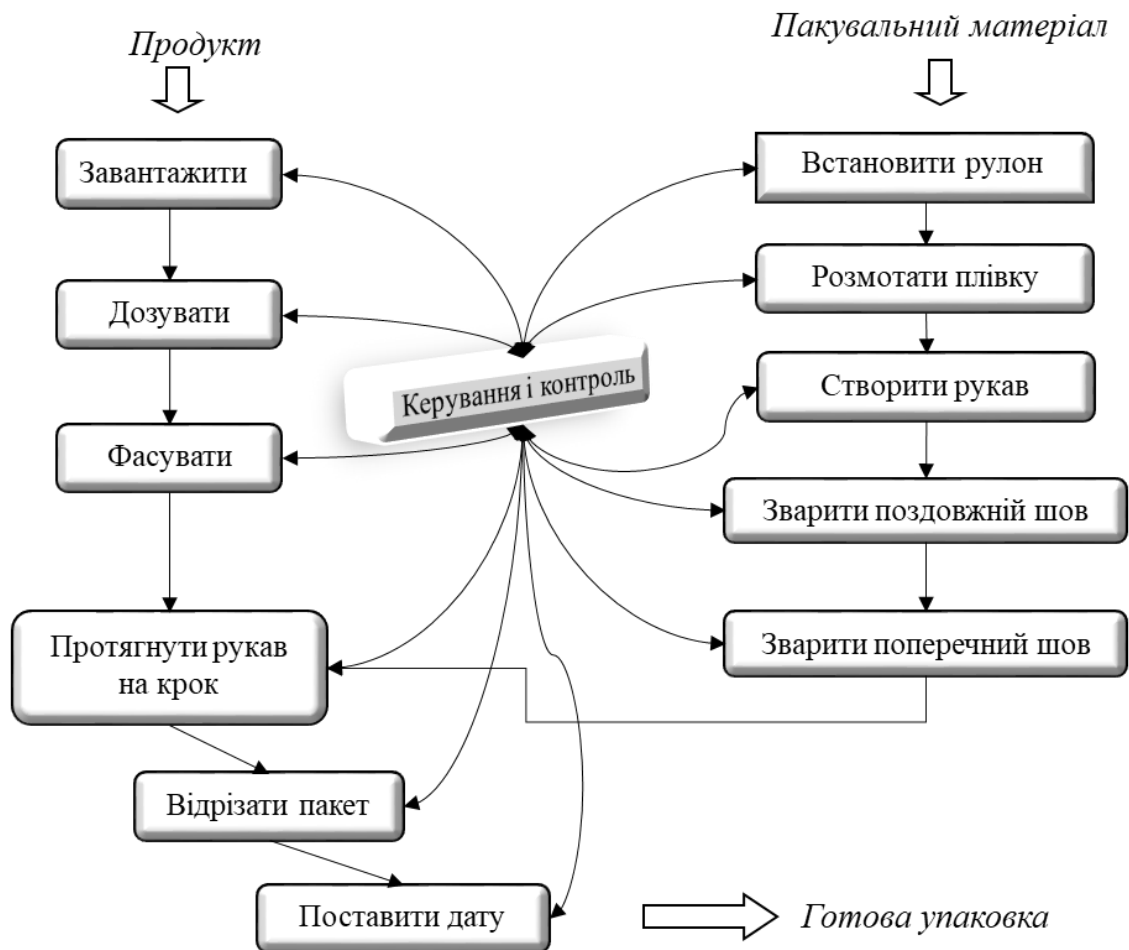 Продукт
Пакувальний матеріал
Завантажити
Встановити рулон
Розмотати плівку
Дозувати
Керування і контроль
Створити рукав
Фасувати
Зварити поздовжній шов
Протягнути рукав
на крок
Зварити поперечний шов
Відрізати пакет
Поставити дату
Готова упаковка